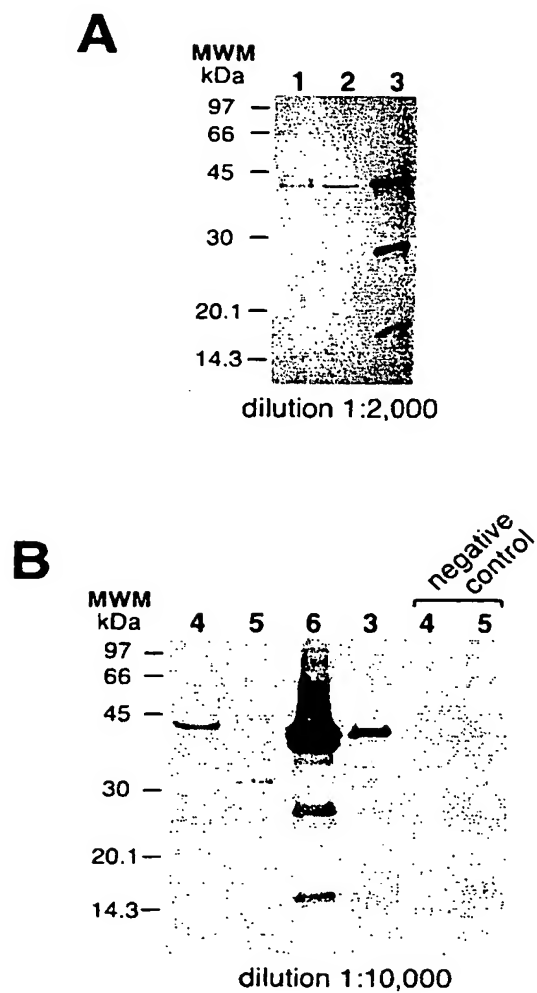 A
MWM
kDa
1 2 3
97
66
45
30
20.1
14.3
dilution 1:2,000
B
negative
control
MWM
kDa
4 5 6 3 4 5
97
66
45
30
20.1
14.3
dilution 1:10,000